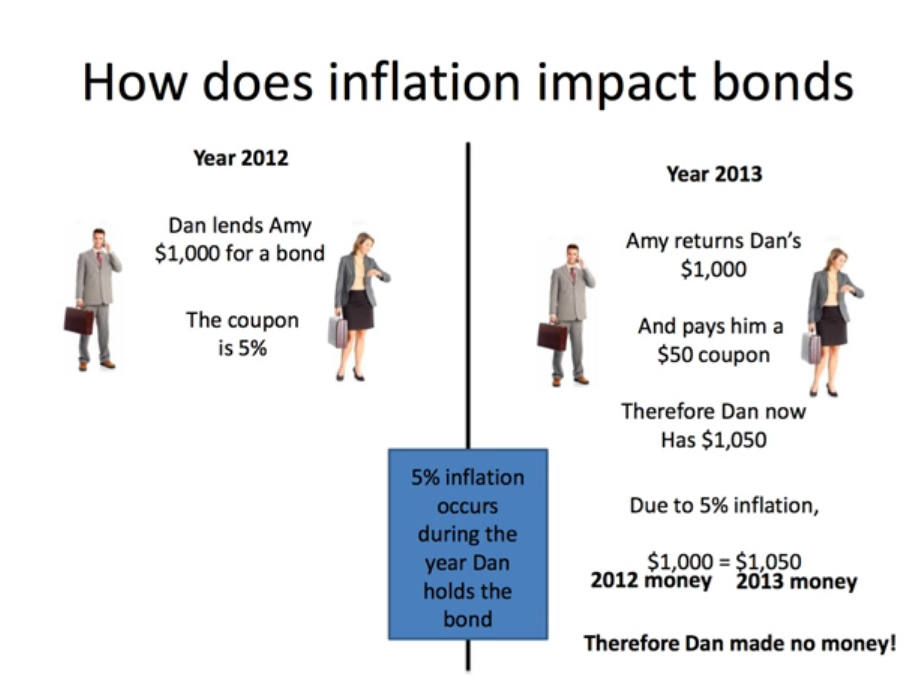 How does inflation impact bonds
Year 2012
Dan lends Amy
$1,000 for a bond
The coupon
is 5%
5% inflation
occurs
during the
year Dan
holds the
bond
Year 2013
Amy returns Dan’s
$1,000
And pays him a
$50 coupon
Therefore Dan now
Has $1,050
Due to 5% inflation,
$1,000 = $1,050
2012 money 2013 money
Therefore Dan made no money!